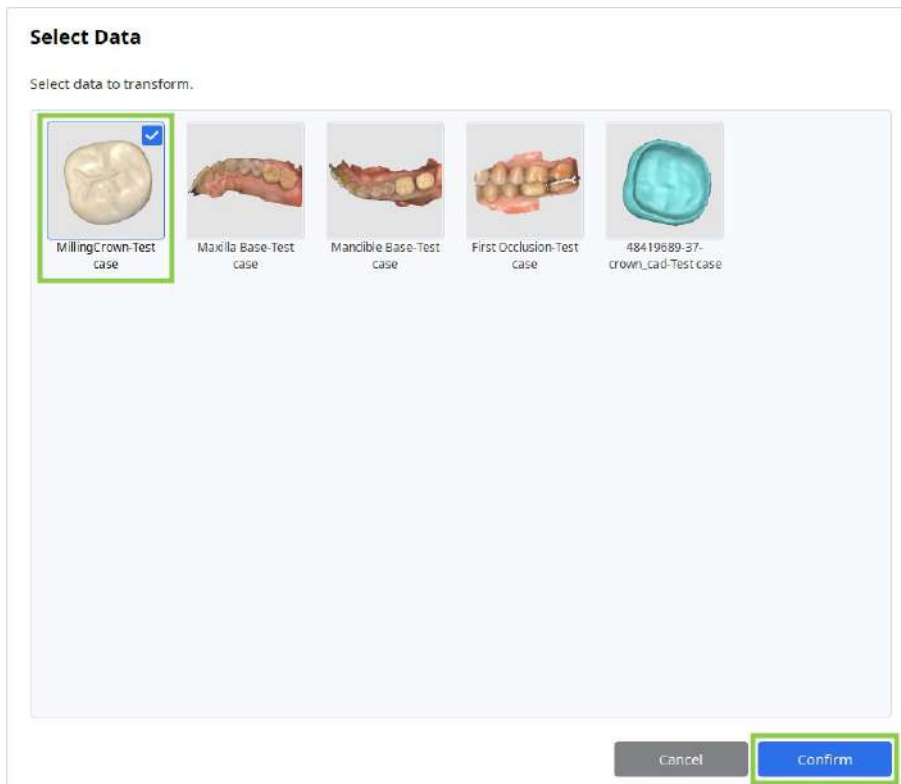 Select Data
Select data to transform.
MillingCrown-Test
case
Maxilla Base-Test
case
Mandible Base-Test
case
First Occlusion-Test
case
48419689-37-
crown_cad-Test case
Cancel
Confirm